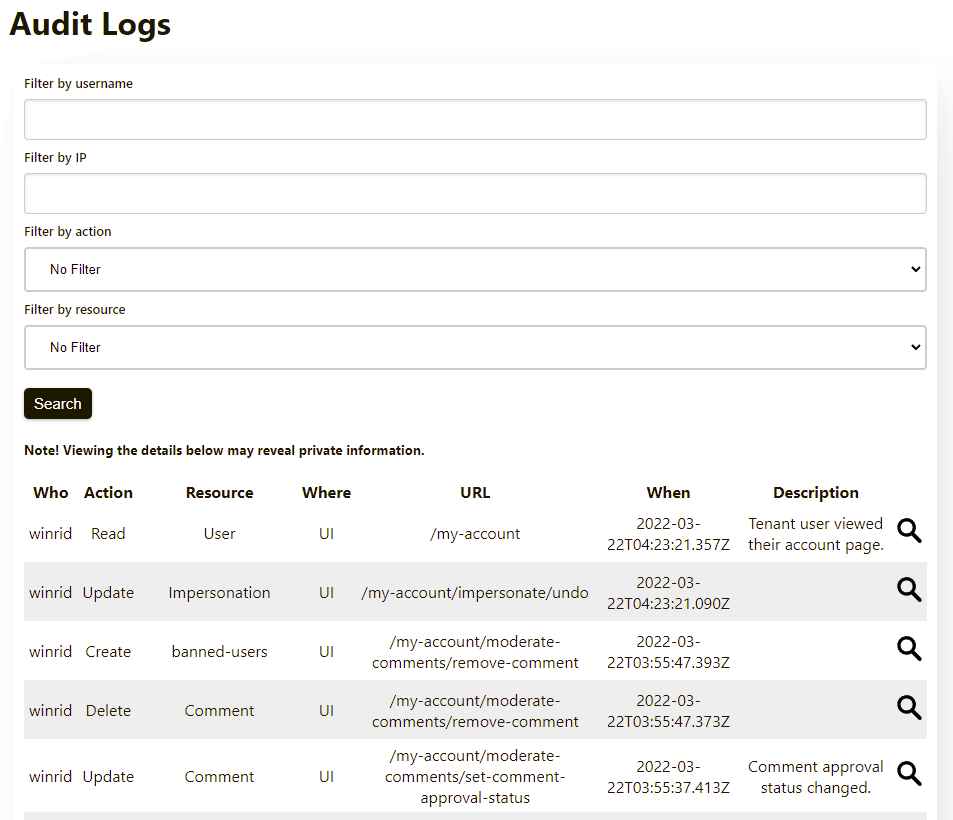 Audit Logs
Filter by username
Filter by IP
Filter by action
No Filter
Filter by resource
No Filter
Search
Note! Viewing the details below may reveal private information.
Who Action Resource Where URL When Description
winrid Read User UI /my-account 2022-03-22T04:23:21.357Z Tenant user viewed their account page.
winrid Update Impersonation UI /my-account/impersonate/undo 2022-03-22T04:23:21.090Z
winrid Create banned-users UI /my-account/moderate-comments/remove-comment 2022-03-22T03:55:47.393Z
winrid Delete Comment UI /my-account/moderate-comments/remove-comment 2022-03-22T03:55:47.373Z
winrid Update Comment UI /my-account/moderate-comments/set-comment-approval-status 2022-03-22T03:55:37.413Z Comment approval status changed.